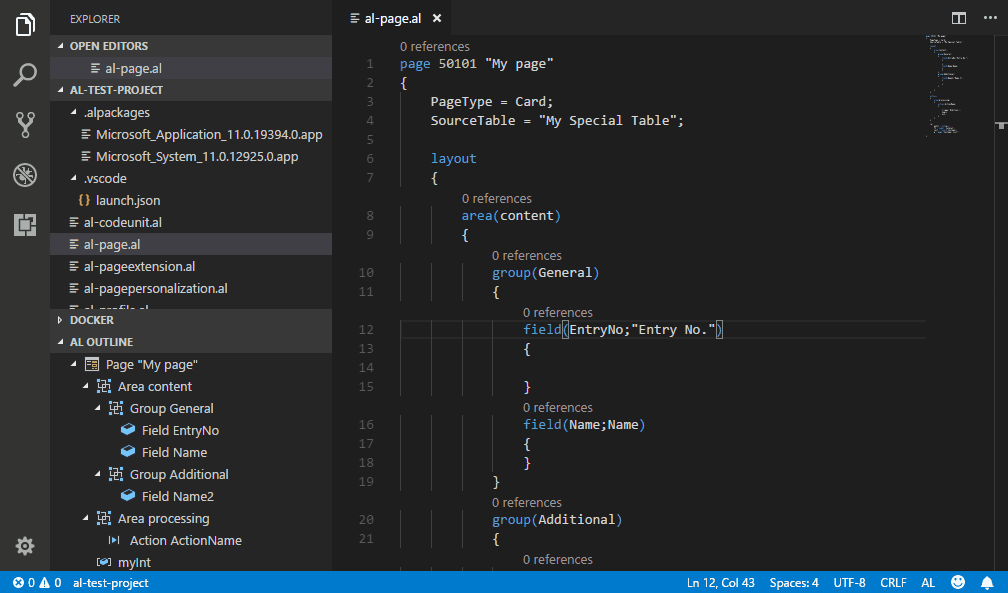 EXPLORER
OPEN EDITORS
al-page.al
AL-TEST-PROJECT
.alpackages
Microsoft_Application_11.0.19394.0.app
Microsoft_System_11.0.12925.0.app
.vscode
{} launch.json
al-codeunit.al
al-page.al
al-pageextension.al
al-pagepersonalization.al
al-profile.al
DOCKER
AL OUTLINE
Page "My page"
Area content
Group General
Field EntryNo
Field Name
Group Additional
Field Name2
Area processing
Action ActionName
myInt
al-page.al
0 references
1 page 50101 "My page"
2 {
3 PageType = Card;
4 SourceTable = "My Special Table";
5
6 layout
7 {
0 references
8 area(content)
9 {
0 references
10 group(General)
11 {
0 references
12 field(EntryNo;"Entry No.")
13 {
14
15 }
0 references
16 field(Name;Name)
17 {
18 }
19 }
0 references
20 group(Additional)
21 {
0 references
0 0 al-test-project Ln 12, Col 43 Spaces: 4 UTF-8 CRLF AL